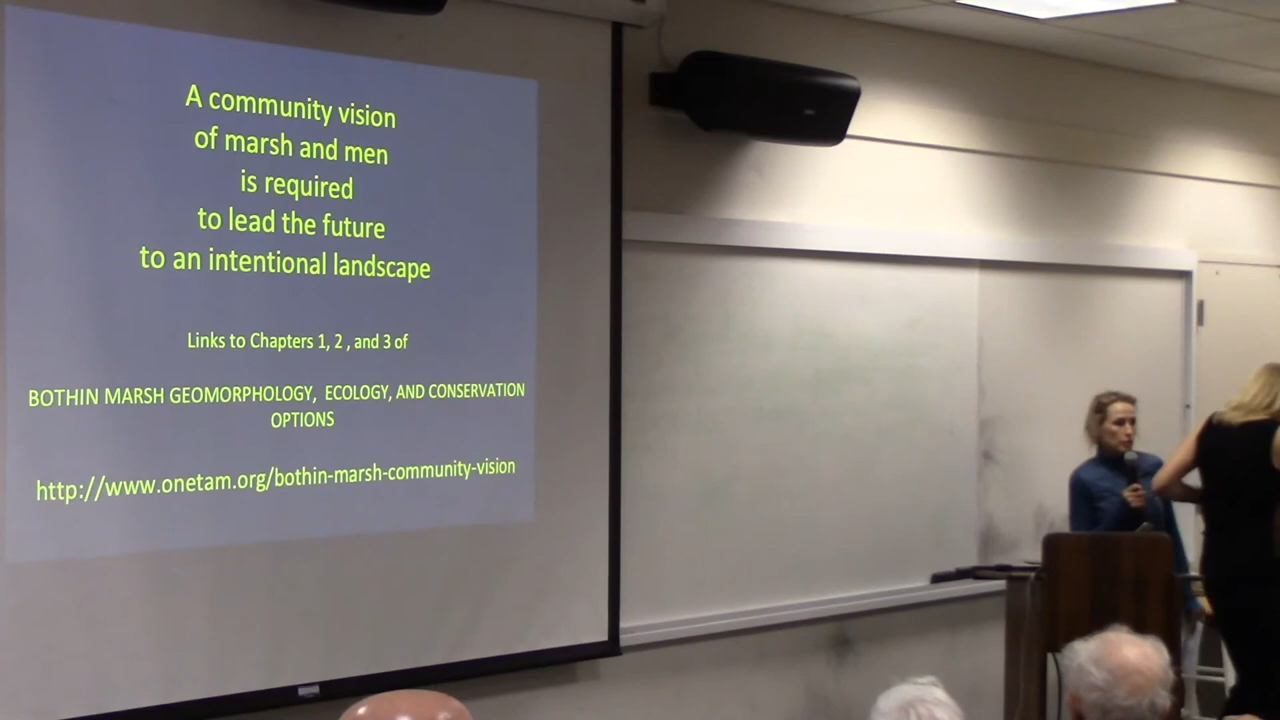 A community vision
of marsh and men
is required
to lead the future
to an intentional landscape
Links to Chapters 1, 2 , and 3 of
BOTHIN MARSH GEOMORPHOLOGY, ECOLOGY, AND CONSERVATION
OPTIONS
http://www.onetam.org/bothin-marsh-community-vision